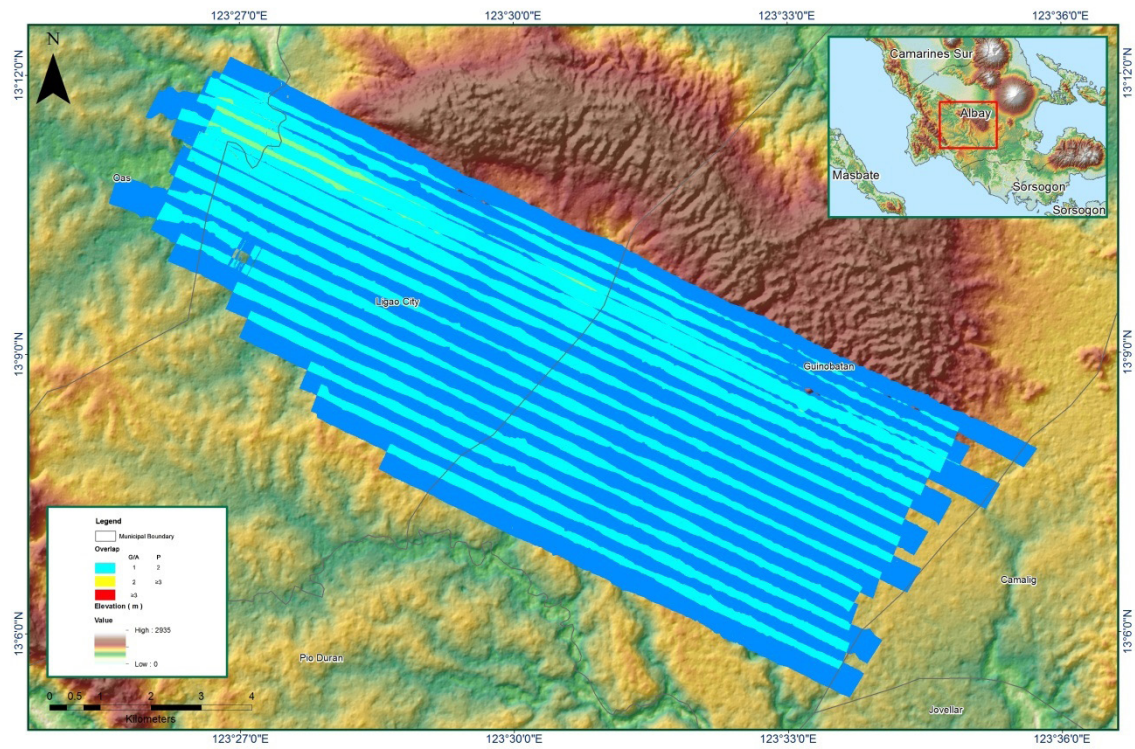 123°27'0"E
123°30'0"E
123°33'0"E
123°36'0"E
N
13°12'0"N
13°12'0"N
Camarines Sur
Albay
Masbate
Sorsogon
Sorsogon
Oas
Ligao City
13°9'0"N
13°9'0"N
Guinobatan
Legend
Municipal Boundary
Overlap
G/A P
1 2
2 ≥3
≥3
Elevation ( m )
Value
High : 2935
Low : 0
Camalig
13°6'0"N
13°6'0"N
Pio Duran
Jovellar
0 0.5 1 2 3 4
Kilometers
123°27'0"E
123°30'0"E
123°33'0"E
123°36'0"E